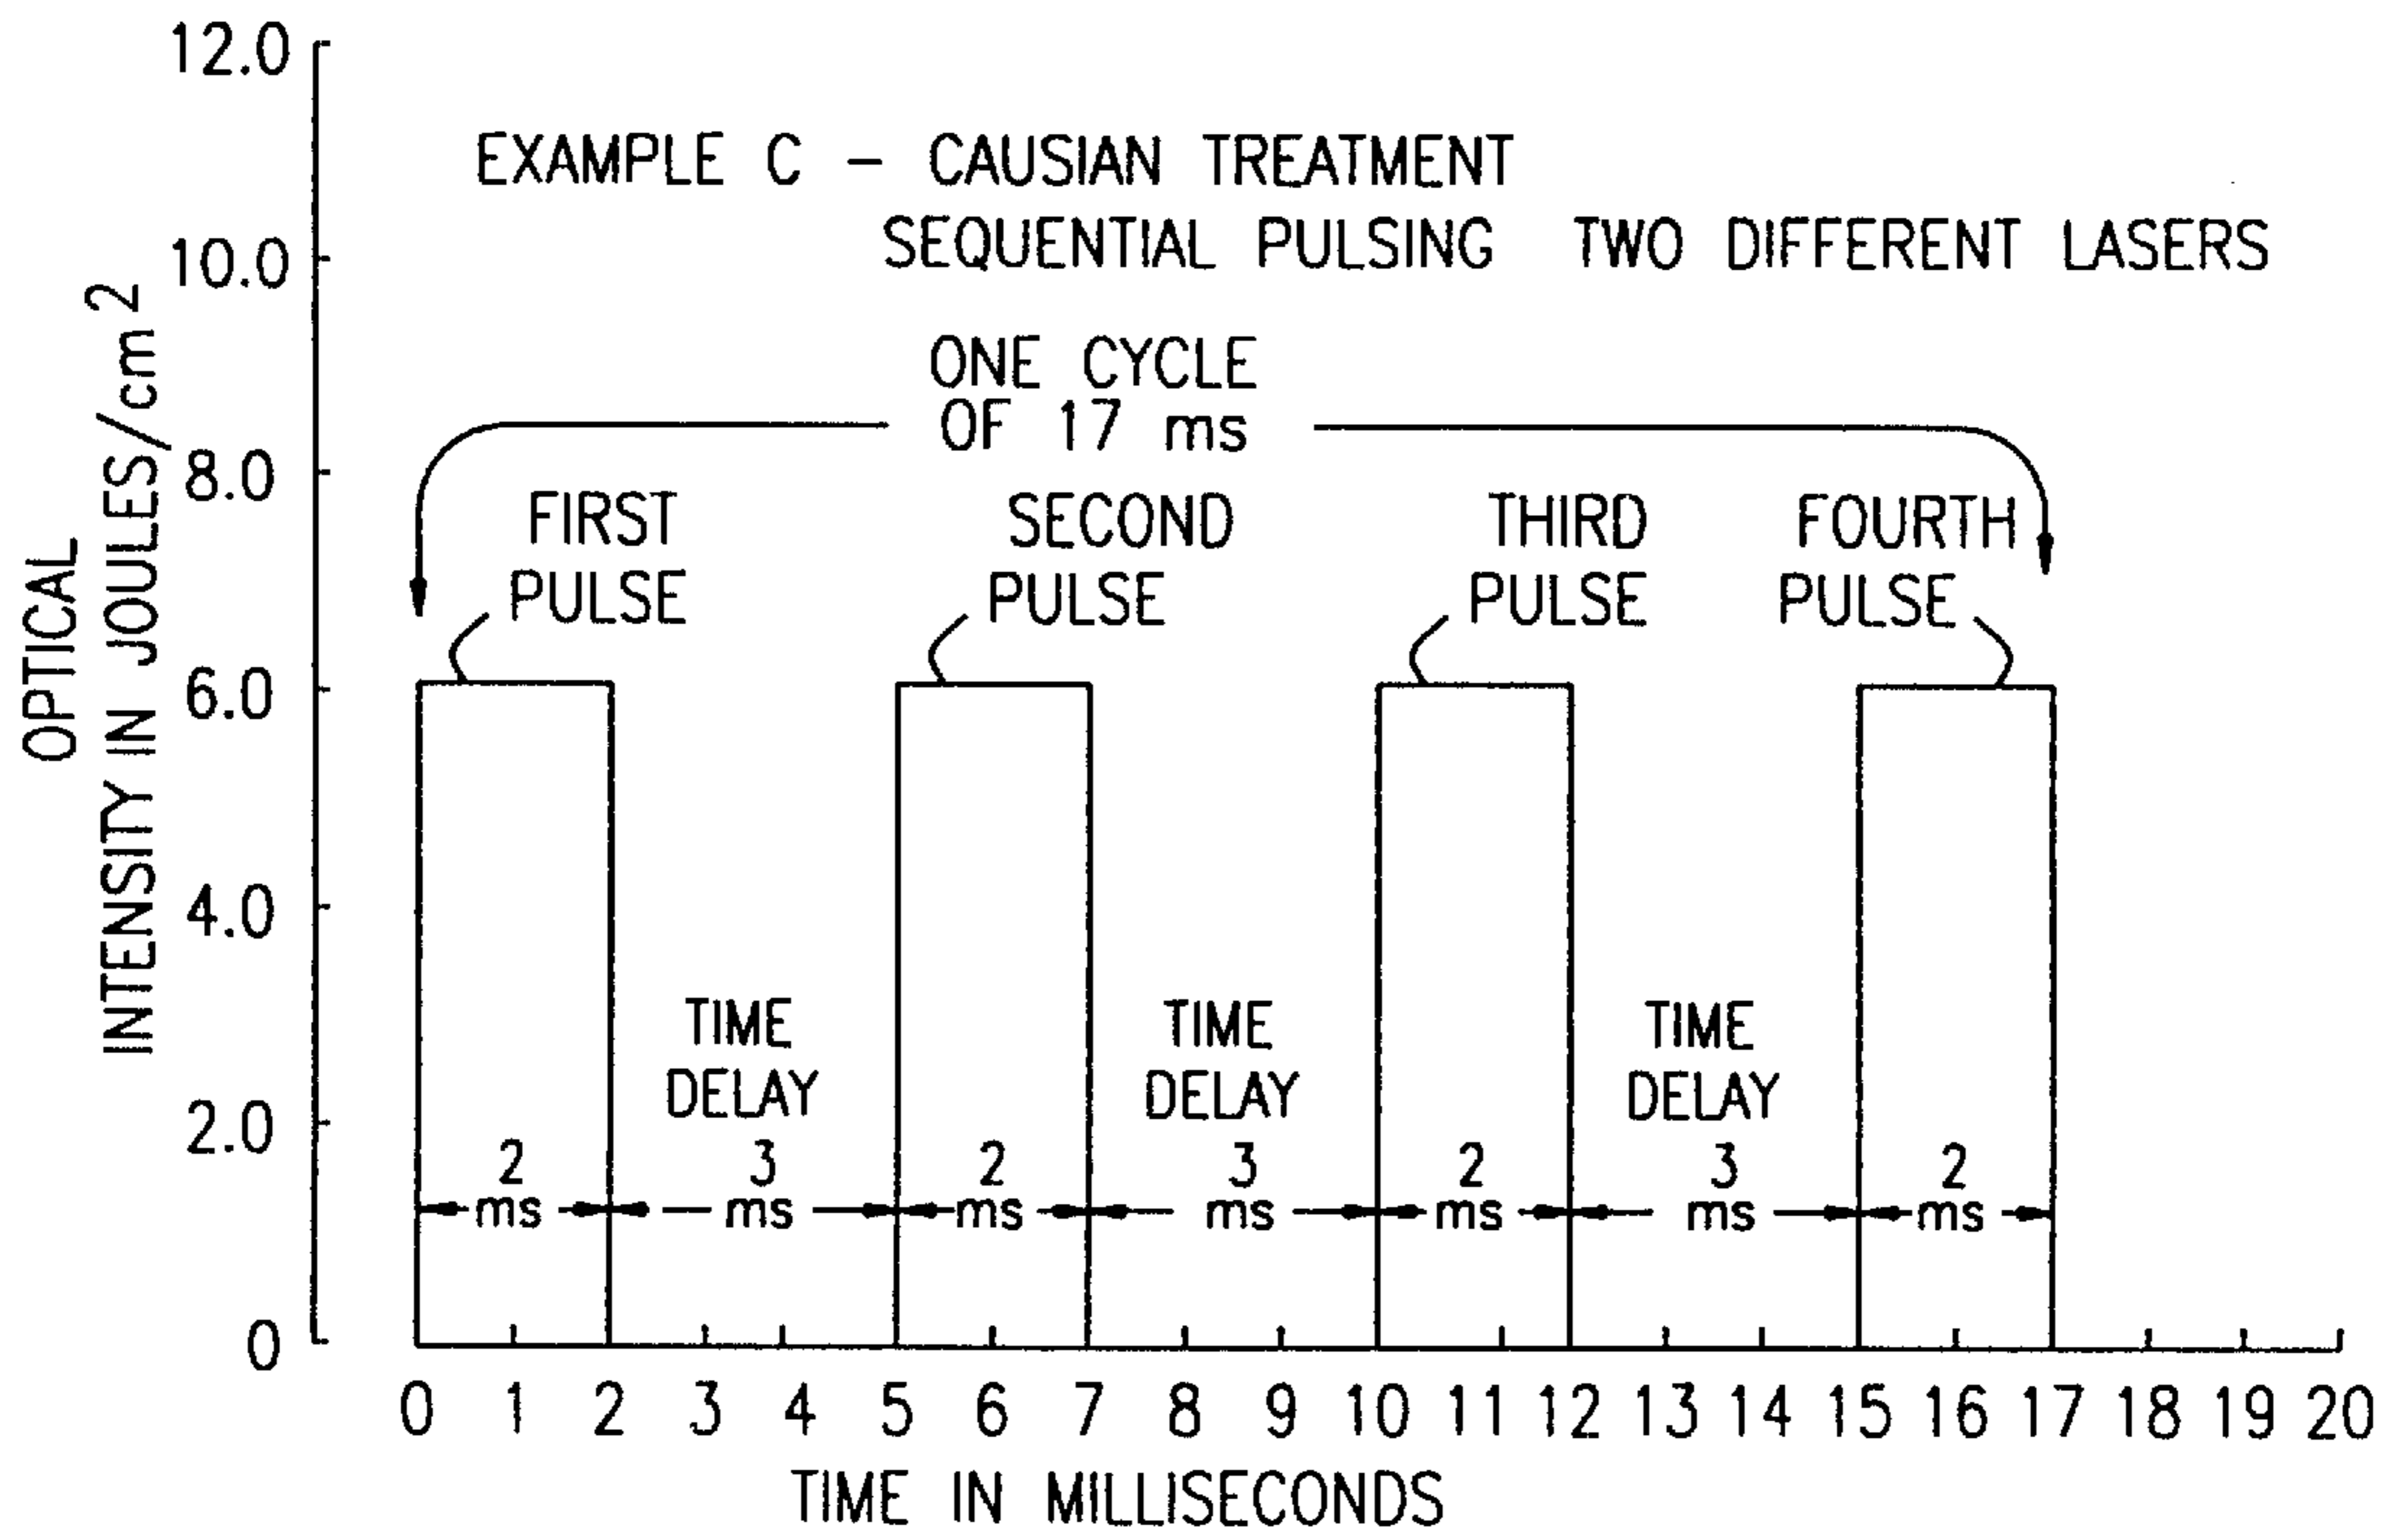 12.0
10.0
8.0
6.0
4.0
2.0
0
OPTICAL
INTENSITY IN JOULES/cm2
EXAMPLE C - CAUSIAN TREATMENT
SEQUENTIAL PULSING TWO DIFFERENT LASERS
ONE CYCLE
OF 17 ms
FIRST
PULSE
SECOND
PULSE
THIRD
PULSE
FOURTH
PULSE
TIME
DELAY
TIME
DELAY
TIME
DELAY
2 3 2 3 2 3 2
ms ms ms ms ms ms ms
0 1 2 3 4 5 6 7 8 9 10 11 12 13 14 15 16 17 18 19 20
TIME IN MILLISECONDS